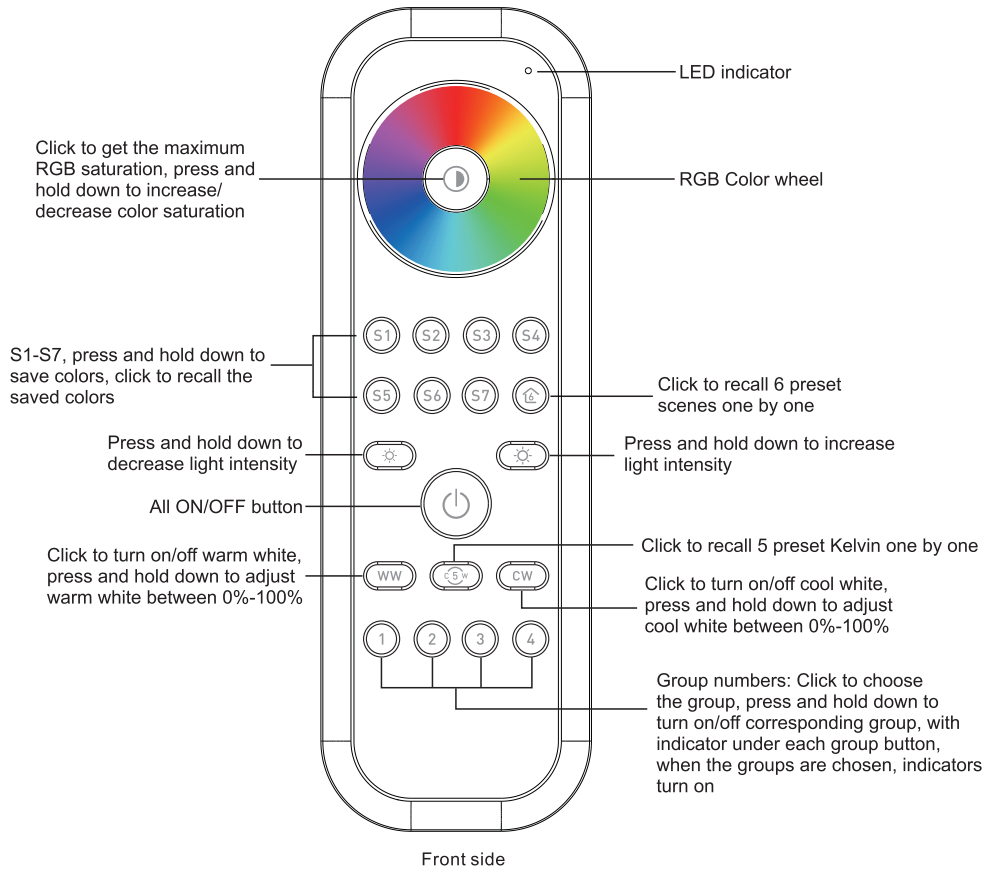 LED indicator
Click to get the maximum
RGB saturation, press and
hold down to increase/
decrease color saturation
RGB Color wheel
S1 S2 S3 S4
S1-S7, press and hold down to
save colors, click to recall the
saved colors
S5 S6 S7 6
Click to recall 6 preset
scenes one by one
Press and hold down to
decrease light intensity
Press and hold down to increase
light intensity
All ON/OFF button
Click to recall 5 preset Kelvin one by one
Click to turn on/off warm white,
press and hold down to adjust
warm white between 0%-100%
WW C 5 W CW
Click to turn on/off cool white,
press and hold down to adjust
cool white between 0%-100%
1 2 3 4
Group numbers: Click to choose
the group, press and hold down to
turn on/off corresponding group, with
indicator under each group button,
when the groups are chosen, indicators
turn on
Front side